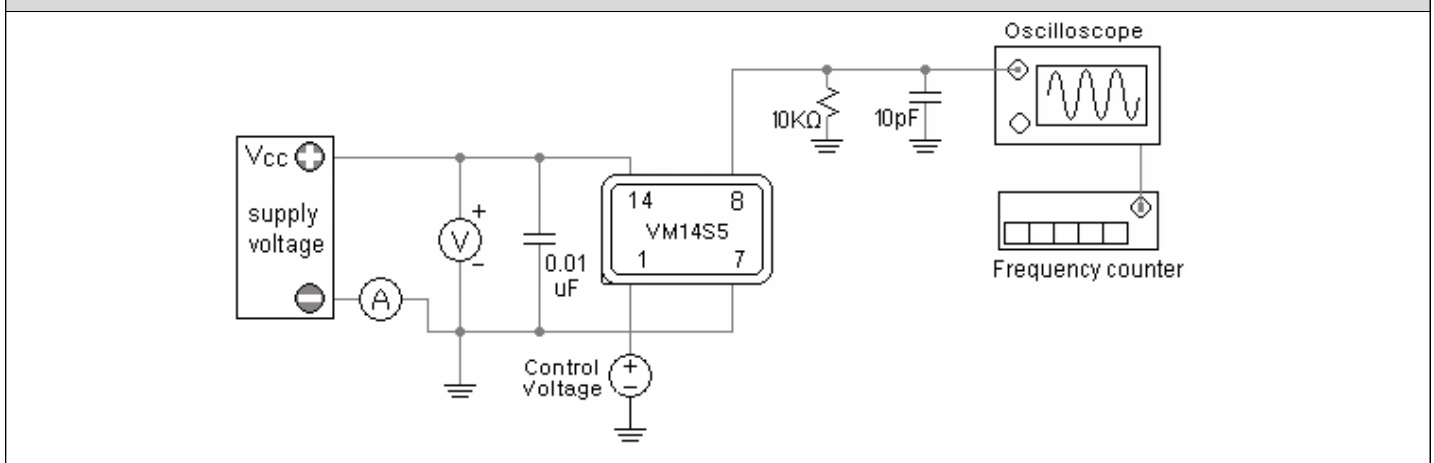 Oscilloscope
10KΩ
10pF
Vcc
supply
voltage
V
+
−
A
0.01
uF
14 8
VM14S5
1 7
Control
Voltage
+
−
Frequency counter